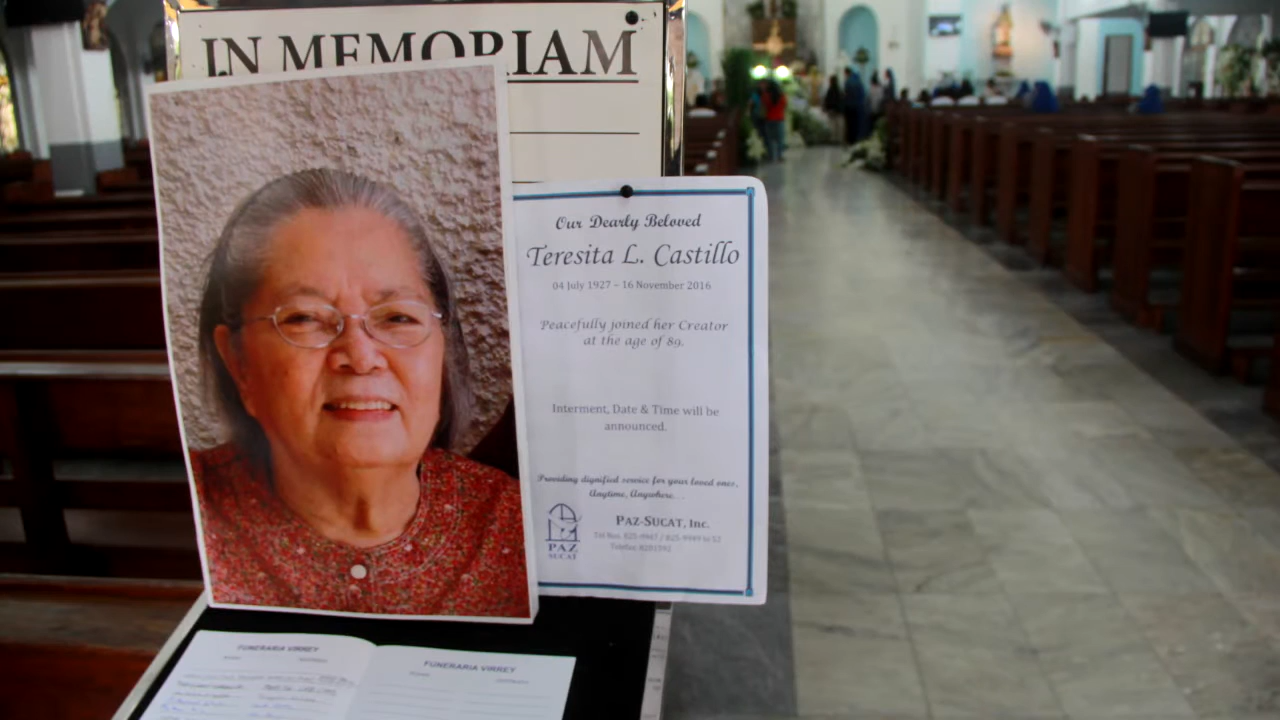 IN MEMORIAM
Our Dearly Beloved
Teresita L. Castillo
04 July 1927 – 16 November 2016
Peacefully joined her Creator
at the age of 89.
Interment, Date & Time will be
announced.
Providing dignified service for your loved ones,
Anytime, Anywhere. . .
PAZ-SUCAT, INC.
PAZ
SUCAT
FUNERARIA VIRREY
FUNERARIA VIRREY